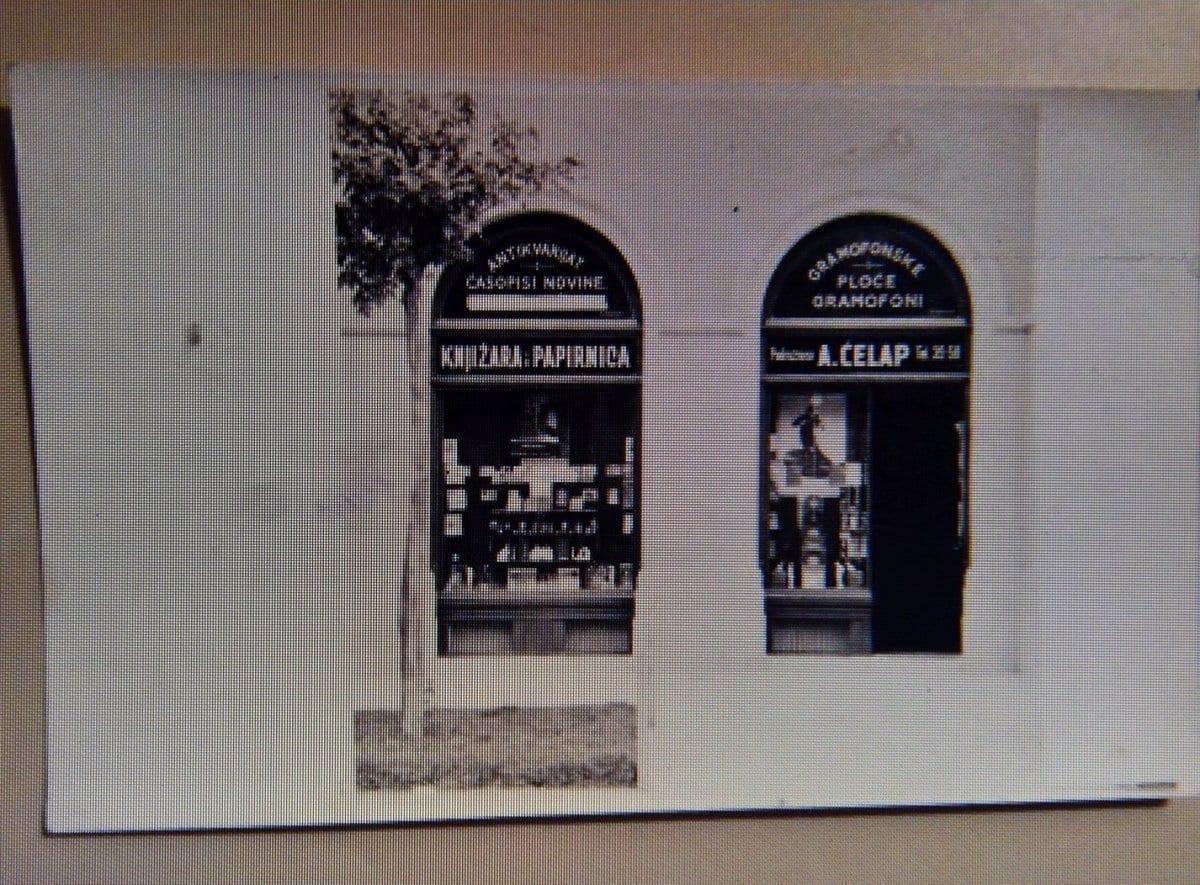 ANTIKVARIJAT
ČASOPISI NOVINE
KNJIŽARA I PAPIRNICA
GRAMOFONSKE
PLOČE
GRAMOFONI
A. ČELAP